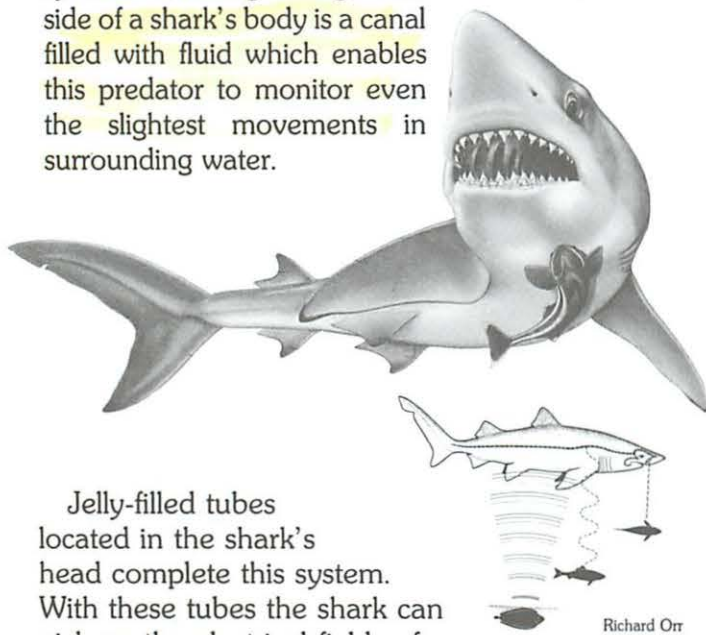 side of a shark's body is a canal
filled with fluid which enables
this predator to monitor even
the slightest movements in
surrounding water.
Jelly-filled tubes
located in the shark's
head complete this system.
With these tubes the shark can
Richard Orr